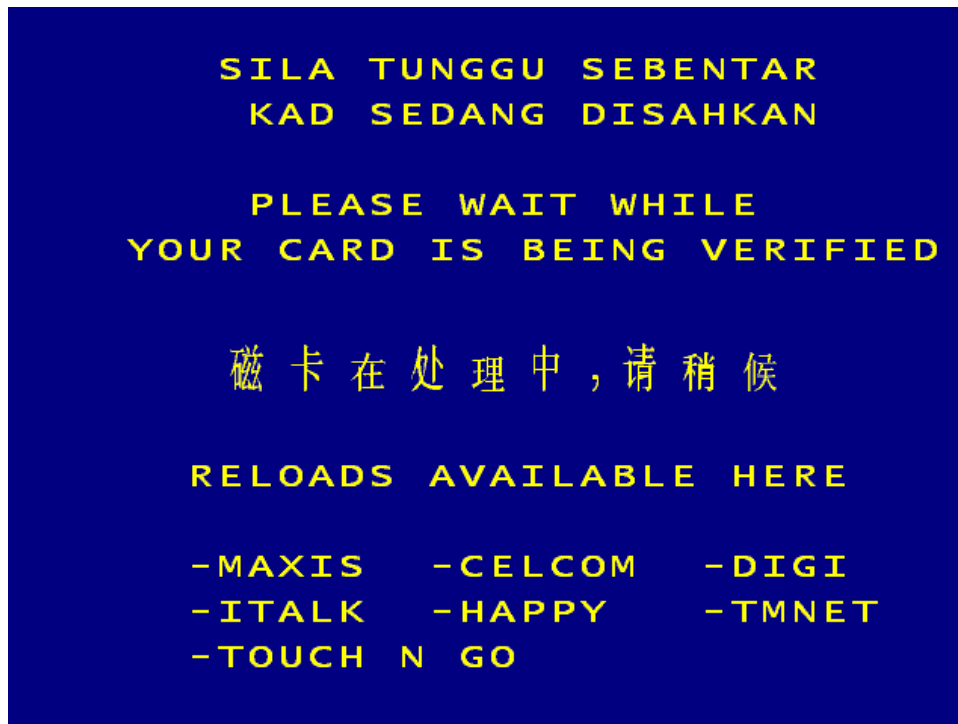 SILA TUNGGU SEBENTAR
KAD SEDANG DISAHKAN
PLEASE WAIT WHILE
YOUR CARD IS BEING VERIFIED
磁卡在处理中,请稍候
RELOADS AVAILABLE HERE
-MAXIS -CELCOM -DIGI
-ITALK -HAPPY -TMNET
-TOUCH N GO